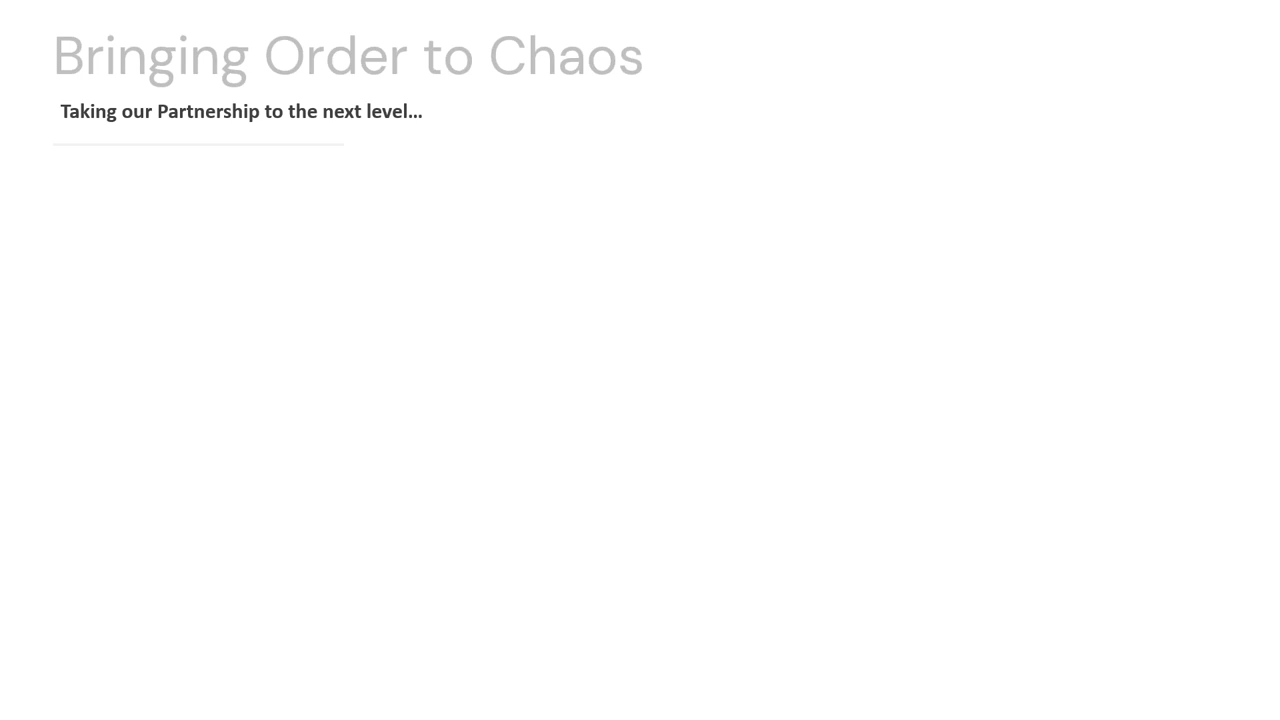 Bringing Order to Chaos
Taking our Partnership to the next level...